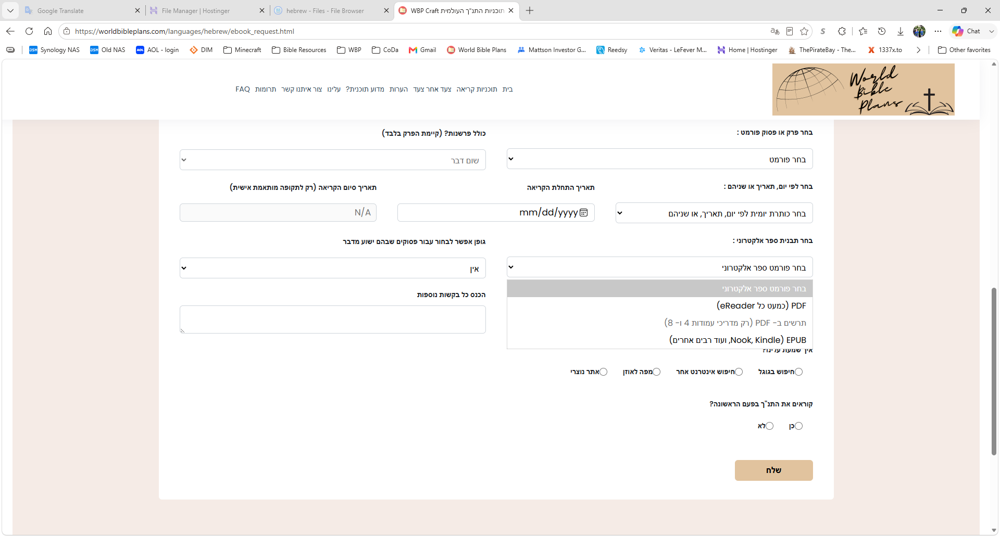 Google Translate
File Manager | Hostinger
hebrew - Files - File Browser
WBP Craft תוכניות התנ"ך העולמית
https://worldbibleplans.com/languages/hebrew/ebook_request.html
Chat
Synology NAS
Old NAS
AOL - login
DIM
Minecraft
Bible Resources
WBP
CoDa
Gmail
World Bible Plans
Mattson Investor G...
Reedsy
Veritas - LeFever M...
Home | Hostinger
ThePirateBay - The...
1337x.to
Other favorites
World
Bible
Plans
בית תוכניות קריאה צעד אחר צעד הערות מדוע תוכנית? עלינו צור איתנו קשר תרומות FAQ
בחר פרק או פסוק פורמט :
כולל פרשנות? (קיימת הפרק בלבד)
בחר פורמט
שום דבר
בחר לפי יום, תאריך או שניהם :
תאריך התחלת הקריאה
תאריך סיום הקריאה (רק לתקופה מותאמת אישית)
בחר כותרת יומית לפי יום, תאריך, או שניהם
mm/dd/yyyy
N/A
בחר תבנית ספר אלקטרוני :
גופן אפשר לבחור עבור פסוקים שבהם ישוע מדבר
בחר פורמט ספר אלקטרוני
אין
בחר פורמט ספר אלקטרוני
PDF (כמעט כל eReader)
תרשים ב- PDF (רק מדריכי עמודות 4 ו- 8)
EPUB (Nook, Kindle, ועוד רבים אחרים)
הכנס כל בקשות נוספות
איך שמעת עלינו?
חיפוש בגוגל
חיפוש אינטרנט אחר
מפה לאוזן
אתר נוצרי
קוראים את התנ"ך בפעם הראשונה?
כן
לא
שלח